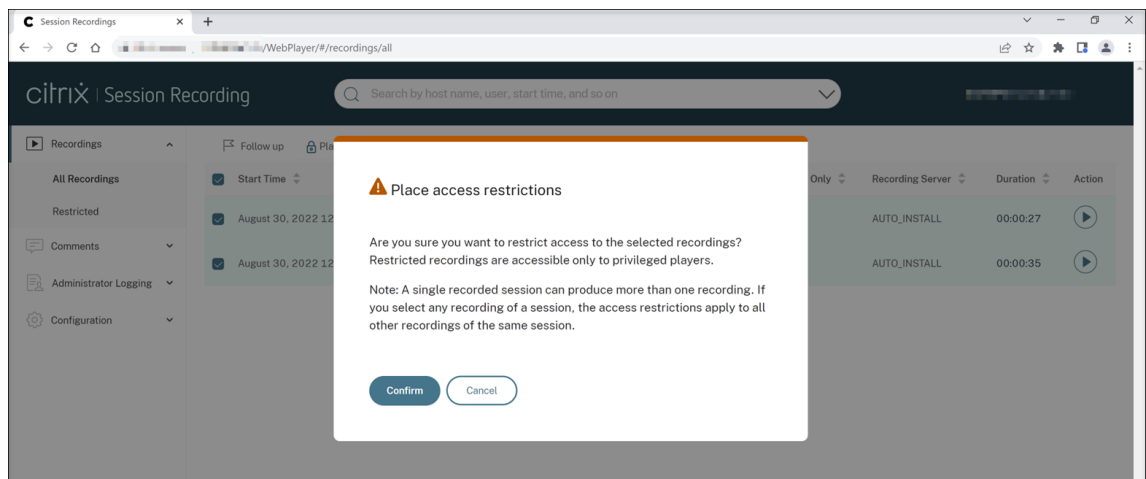 Session Recordings
/WebPlayer/#/recordings/all
citrix | Session Recording
Search by host name, user, start time, and so on
Recordings
Follow up
All Recordings
Start Time
Only
Recording Server
Duration
Action
Restricted
August 30, 2022 12
AUTO_INSTALL
00:00:27
Comments
August 30, 2022 12
AUTO_INSTALL
00:00:35
Administrator Logging
Configuration
Place access restrictions
Are you sure you want to restrict access to the selected recordings?
Restricted recordings are accessible only to privileged players.
Note: A single recorded session can produce more than one recording. If
you select any recording of a session, the access restrictions apply to all
other recordings of the same session.
Confirm
Cancel